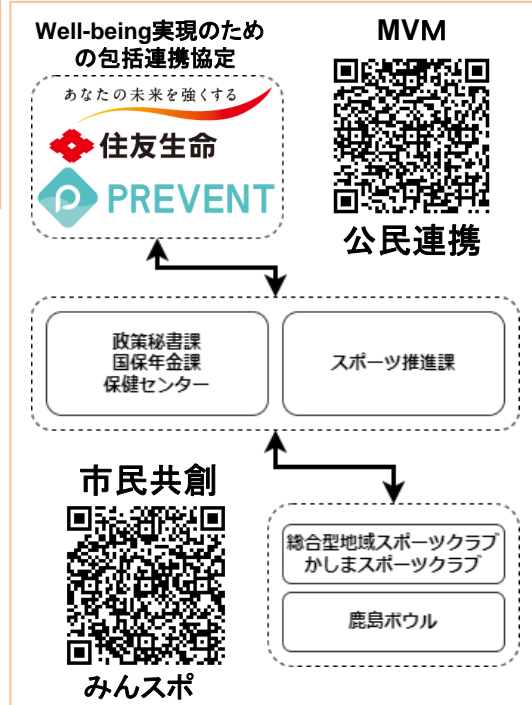 Well-being実現のため
の包括連携協定
あなたの未来を強くする
住友生命
PREVENT
MVM
公民連携
政策秘書課
国保年金課
保健センター
スポーツ推進課
市民共創
みんスポ
総合型地域スポーツクラブ
かしまスポーツクラブ
鹿島ボウル